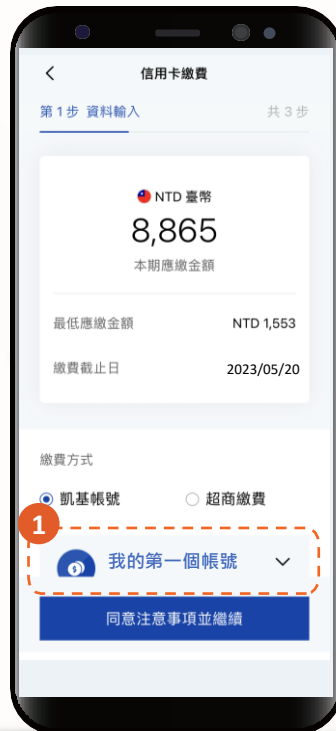 信用卡繳費
第1步 資料輸入 共3步
NTD 臺幣
8,865
本期應繳金額
最低應繳金額 NTD 1,553
繳費截止日 2023/05/20
繳費方式
凱基帳號 超商繳費
1
$ 我的第一個帳號
同意注意事項並繼續